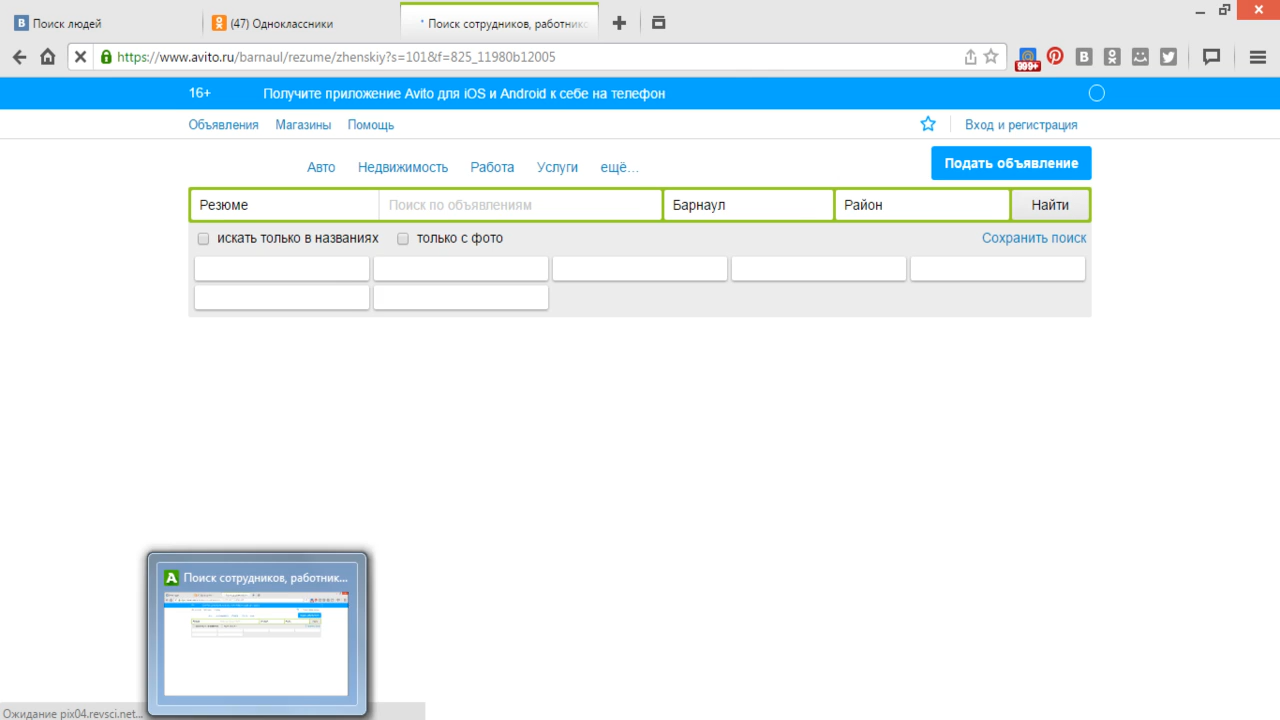 Поиск людей
(47) Одноклассники
Поиск сотрудников, работнико
https://www.avito.ru/barnaul/rezume/zhenskiy?s=101&f=825_11980b12005
999+
16+
Получите приложение Avito для iOS и Android к себе на телефон
Объявления Магазины Помощь
Вход и регистрация
Авто Недвижимость Работа Услуги ещё...
Подать объявление
Резюме
Поиск по объявлениям
Барнаул
Район
Найти
искать только в названиях
только с фото
Сохранить поиск
Поиск сотрудников, работник...
Ожидание pix04.revsci.net...